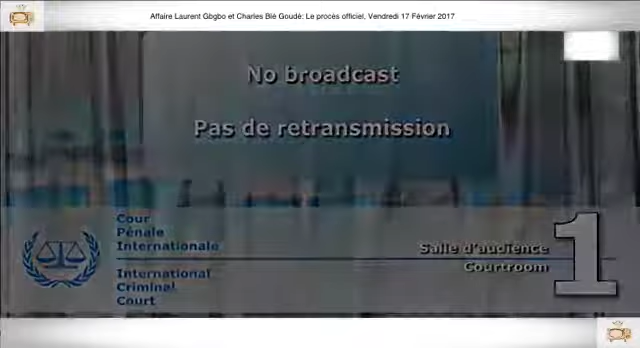 Affaire Laurent Gbgbo et Charles Blé Goudé: Le procès officiel, Vendredi 17 Février 2017
No broadcast
Pas de retransmission
Cour
Pénale
Internationale
International
Criminal
Court
Salle d'audience
Courtroom
1